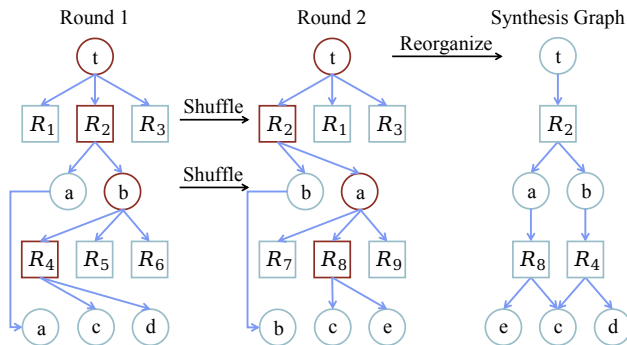 Round 1 Round 2 Synthesis Graph
t t Reorganize t
R1 R2 R3 Shuffle R2 R1 R3 R2
a b Shuffle b a a b
R4 R5 R6 R7 R8 R9 R8 R4
a c d b c e e c d